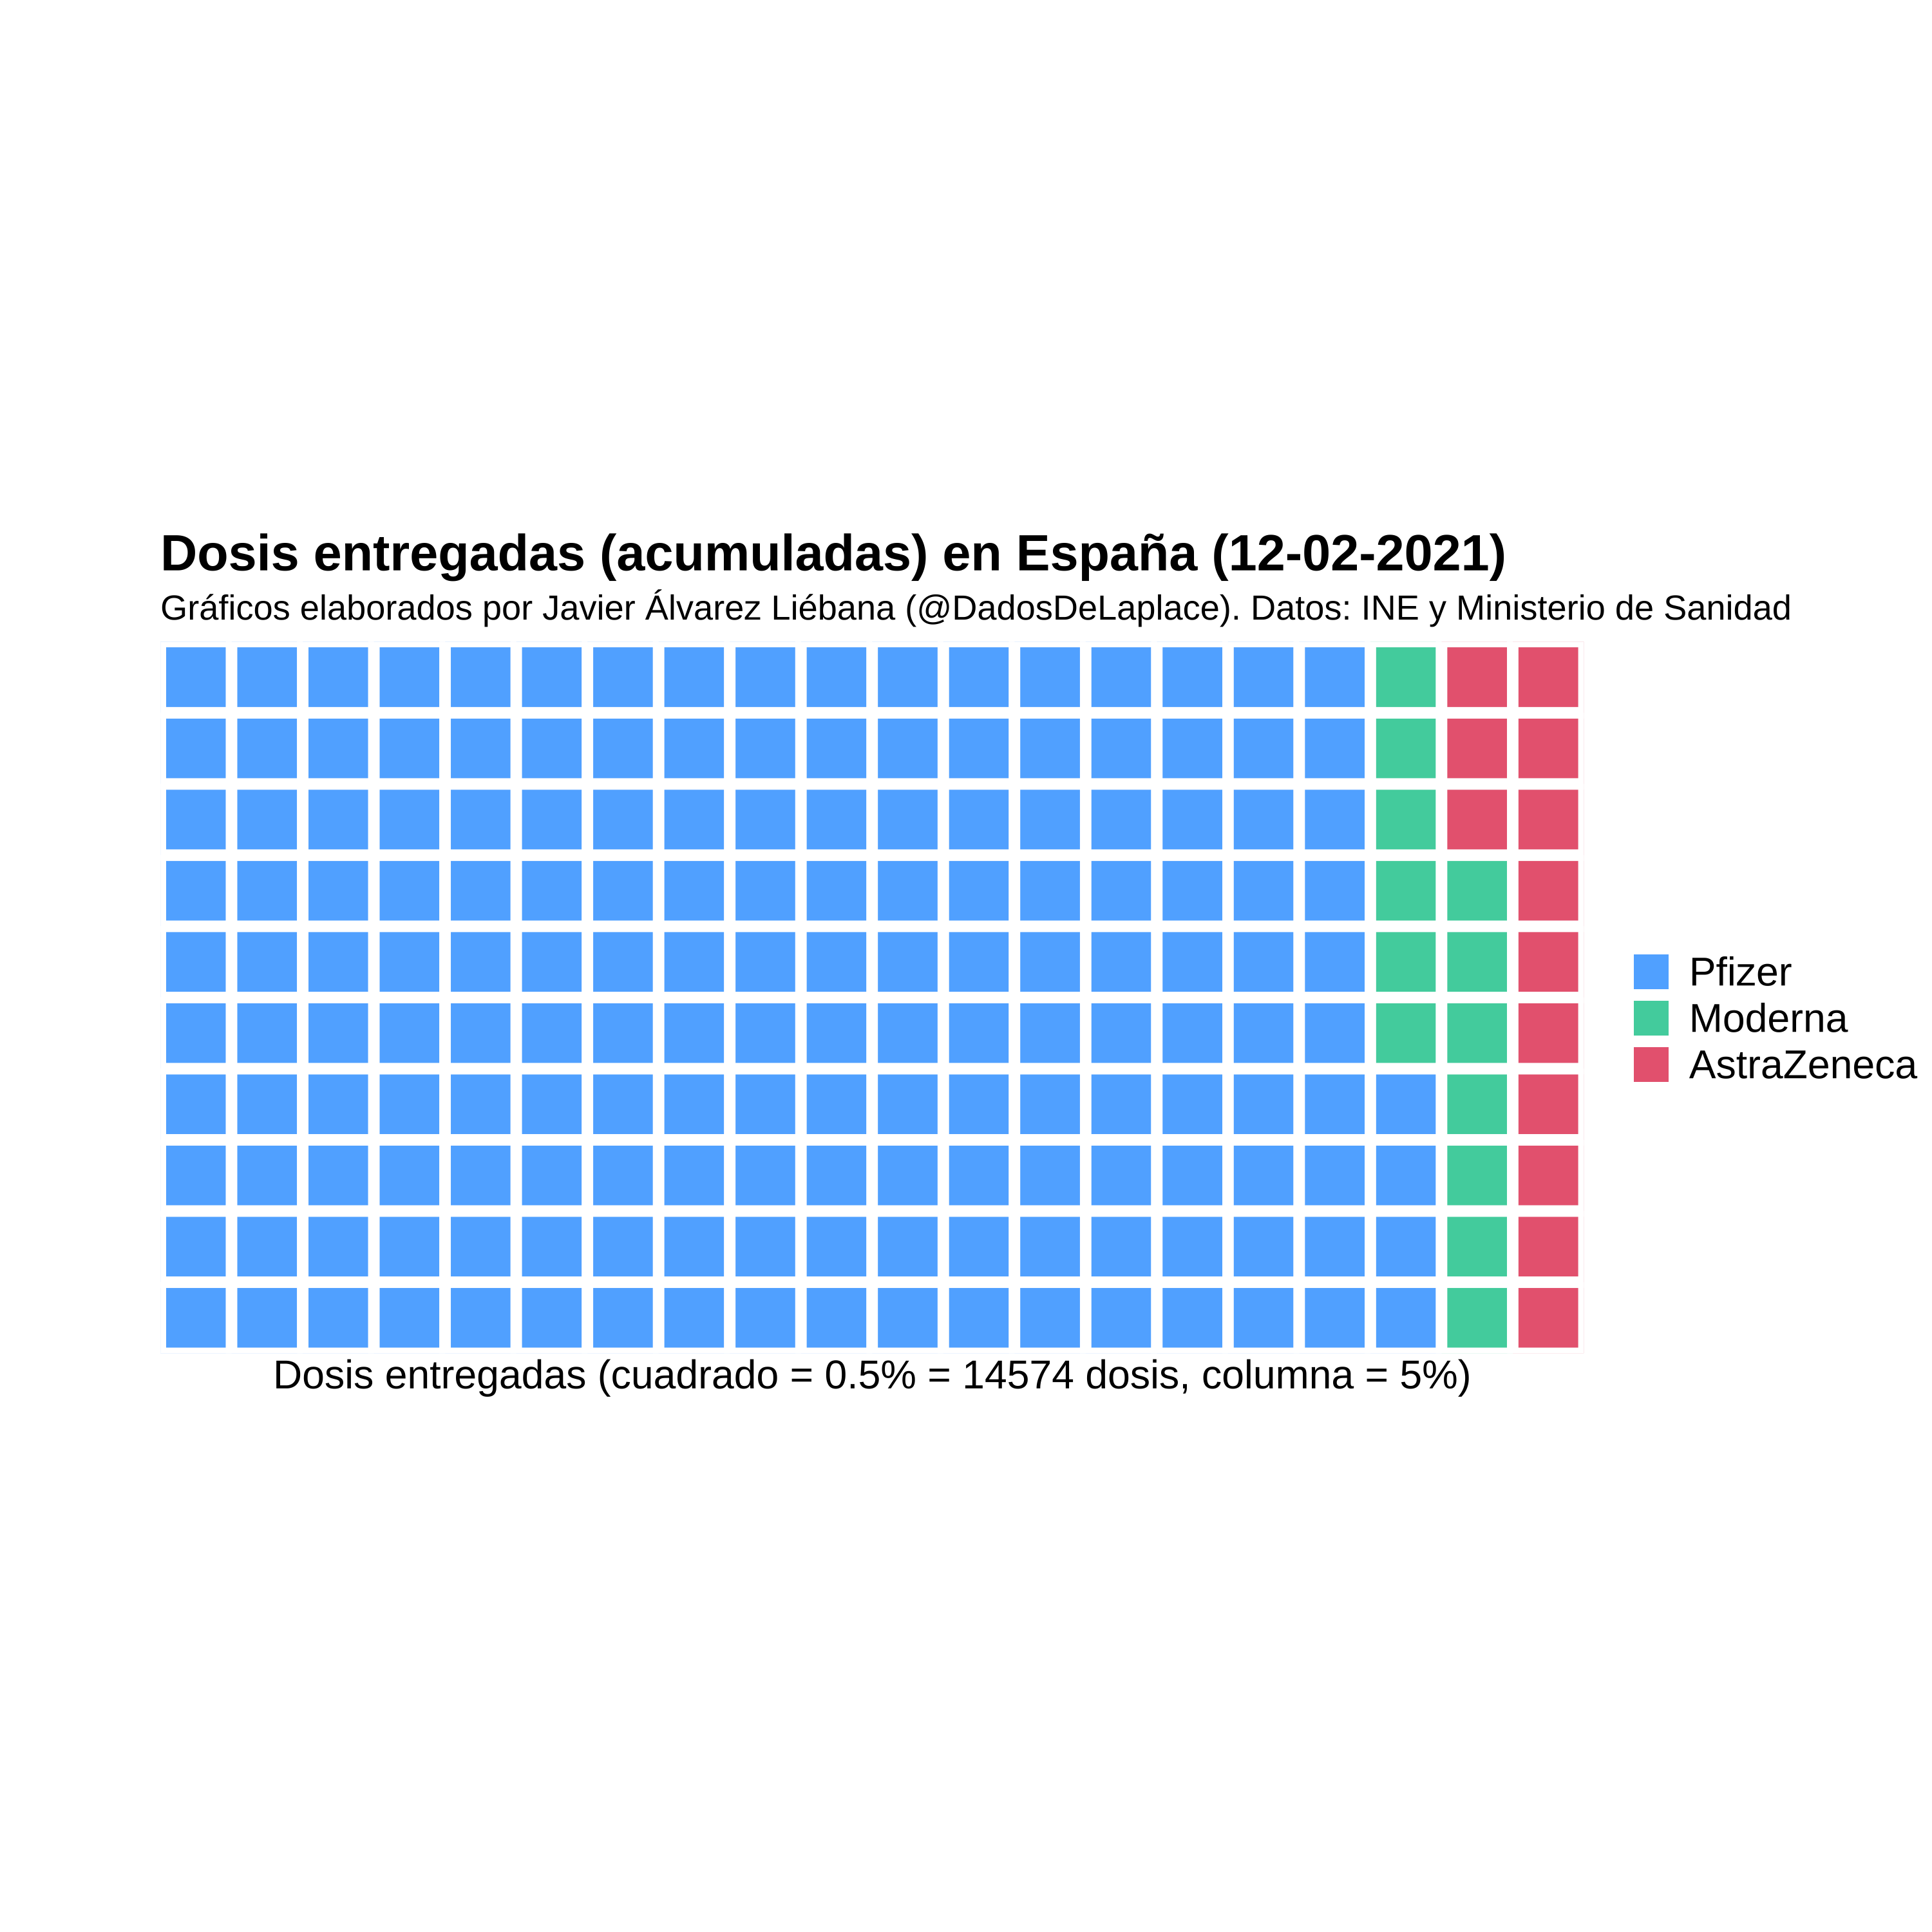 Dosis entregadas (acumuladas) en España (12-02-2021)
Gráficos elaborados por Javier Álvarez Liébana (@DadosDeLaplace). Datos: INE y Ministerio de Sanidad
Pfizer
Moderna
AstraZeneca
Dosis entregadas (cuadrado = 0.5% = 14574 dosis, columna = 5%)